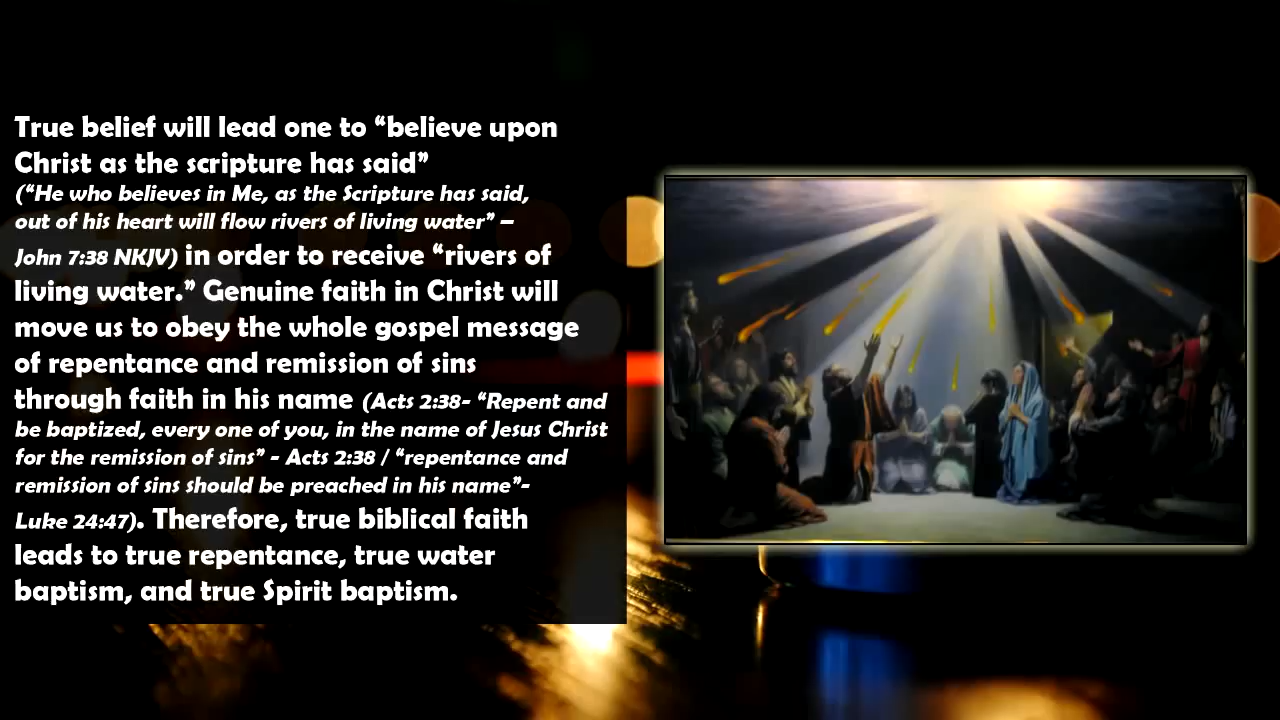 True belief will lead one to “believe upon
Christ as the scripture has said”
(“He who believes in Me, as the Scripture has said,
out of his heart will flow rivers of living water” –
John 7:38 NKJV) in order to receive “rivers of
living water.” Genuine faith in Christ will
move us to obey the whole gospel message
of repentance and remission of sins
through faith in his name (Acts 2:38- “Repent and
be baptized, every one of you, in the name of Jesus Christ
for the remission of sins” - Acts 2:38 / “repentance and
remission of sins should be preached in his name”-
Luke 24:47). Therefore, true biblical faith
leads to true repentance, true water
baptism, and true Spirit baptism.